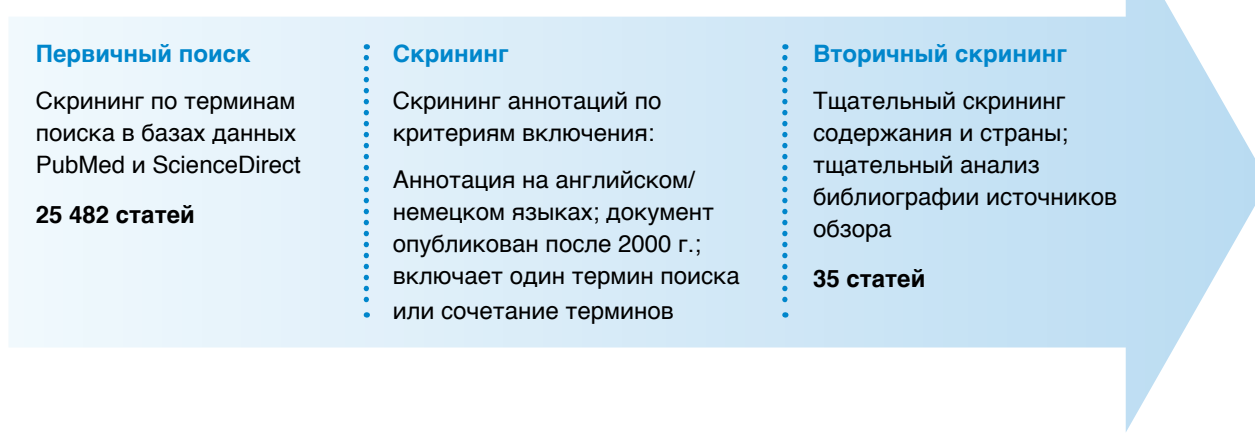 Первичный поиск
Скрининг по терминам
поиска в базах данных
PubMed и ScienceDirect
25 482 статей
Скрининг
Скрининг аннотаций по
критериям включения:
Аннотация на английском/
немецком языках; документ
опубликован после 2000 г.;
включает один термин поиска
или сочетание терминов
Вторичный скрининг
Тщательный скрининг
содержания и страны;
тщательный анализ
библиографии источников
обзора
35 статей